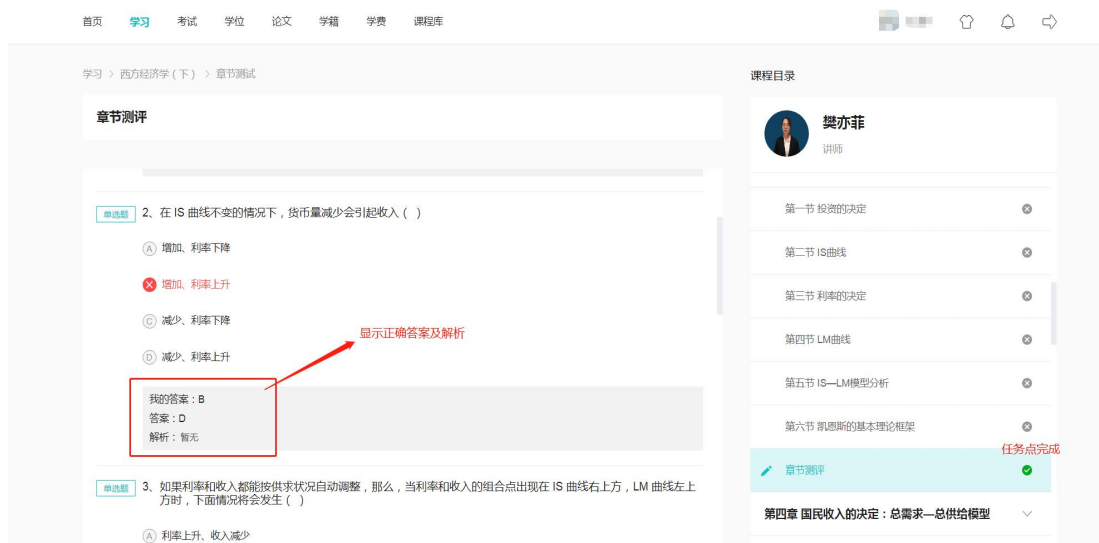 首页 学习 考试 学位 论文 学籍 学费 课程库
学习 > 西方经济学（下） > 章节测试
章节测评
单选题 2、在 IS 曲线不变的情况下，货币量减少会引起收入（ ）
A 增加、利率下降
增加、利率上升
C 减少、利率下降
D 减少、利率上升
显示正确答案及解析
我的答案：B
答案：D
解析： 暂无
单选题 3、如果利率和收入都能按供求状况自动调整，那么，当利率和收入的组合点出现在 IS 曲线右上方，LM 曲线左上
方时，下面情况将会发生（ ）
A 利率上升、收入减少
课程目录
樊亦菲
讲师
第一节 投资的决定
第二节 IS曲线
第三节 利率的决定
第四节 LM曲线
第五节 IS—LM模型分析
第六节 凯恩斯的基本理论框架
任务点完成
章节测评
第四章 国民收入的决定：总需求—总供给模型